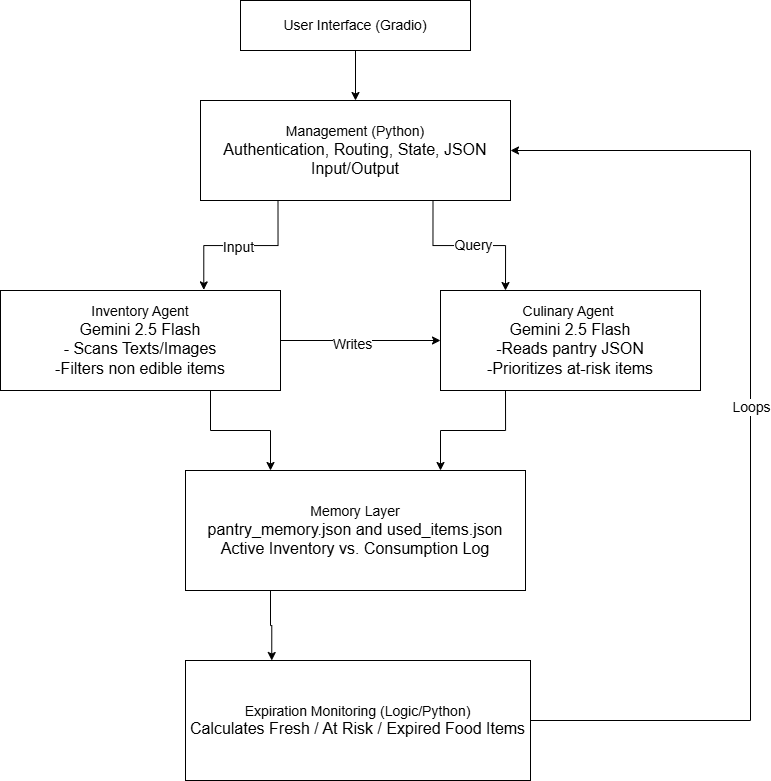 User Interface (Gradio)
Management (Python)
Authentication, Routing, State, JSON
Input/Output
Input
Query
Inventory Agent
Gemini 2.5 Flash
- Scans Texts/Images
-Filters non edible items
Writes
Culinary Agent
Gemini 2.5 Flash
-Reads pantry JSON
-Prioritizes at-risk items
Loops
Memory Layer
pantry_memory.json and used_items.json
Active Inventory vs. Consumption Log
Expiration Monitoring (Logic/Python)
Calculates Fresh / At Risk / Expired Food Items